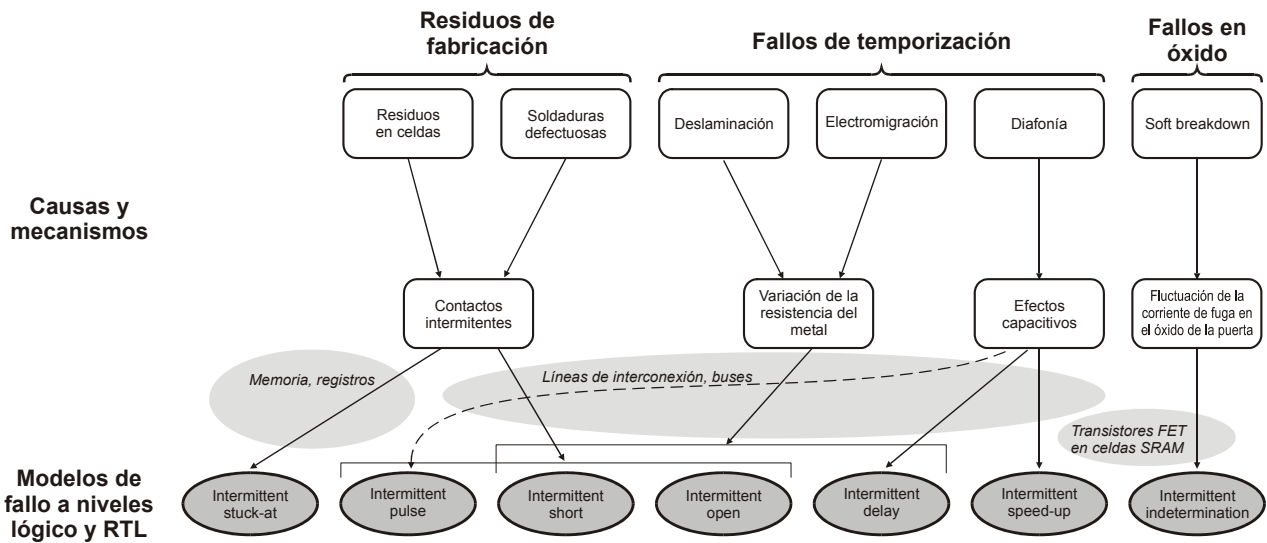 Residuos de
fabricación
Fallos de temporización
Fallos en
óxido
Residuos
en celdas
Soldaduras
defectuosas
Deslaminación
Electromigración
Diafonía
Soft breakdown
Causas y
mecanismos
Contactos
intermitentes
Variación de la
resistencia del
metal
Efectos
capacitivos
Fluctuación de la
corriente de fuga en
el óxido de la puerta
Memoria, registros
Líneas de interconexión, buses
Transistores FET
en celdas SRAM
Modelos de
fallo a niveles
lógico y RTL
Intermittent
stuck-at
Intermittent
pulse
Intermittent
short
Intermittent
open
Intermittent
delay
Intermittent
speed-up
Intermittent
indetermination